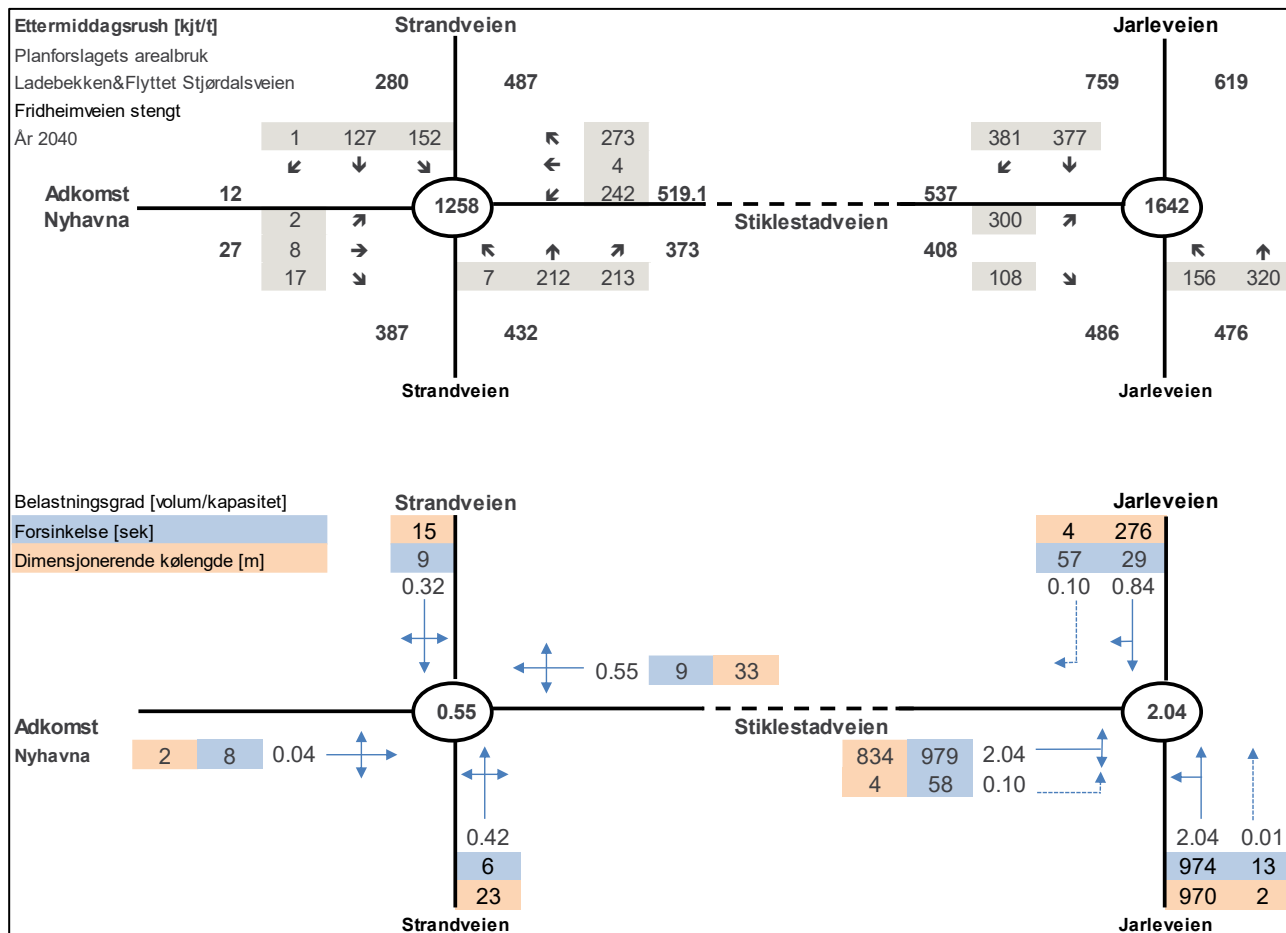 Ettermiddagsrush [kjt/t] Strandveien Jarleveien
Planforslagets arealbruk
Ladebekken&Flyttet Stjørdalsveien 280 487 759 619
Fridheimveien stengt
År 2040 1 127 152 273 381 377
4
Adkomst 12 1258 242 519.1 537 1642
Nyhavna 2 Stiklestadveien 300
27 8 373 408
17 7 212 213 108 156 320
387 432 486 476
Strandveien Jarleveien
Belastningsgrad [volum/kapasitet] Strandveien Jarleveien
Forsinkelse [sek] 15 4 276
Dimensjonerende kølengde [m] 9 57 29
0.32 0.10 0.84
0.55 9 33
0.55 2.04
Adkomst Stiklestadveien
Nyhavna 2 8 0.04 834 979 2.04
4 58 0.10
0.42 2.04 0.01
6 974 13
23 970 2
Strandveien Jarleveien